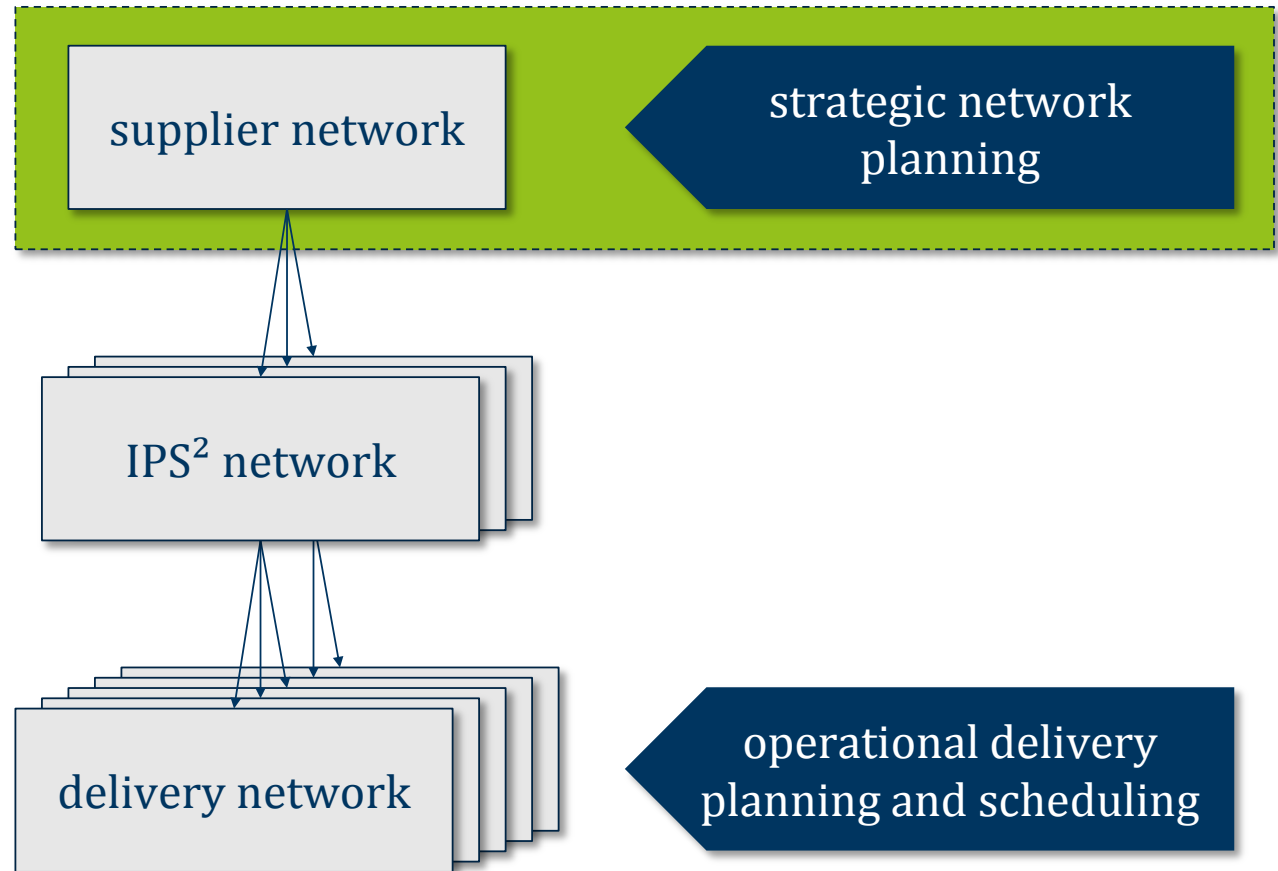 supplier network
strategic network
planning
IPS² network
delivery network
operational delivery
planning and scheduling